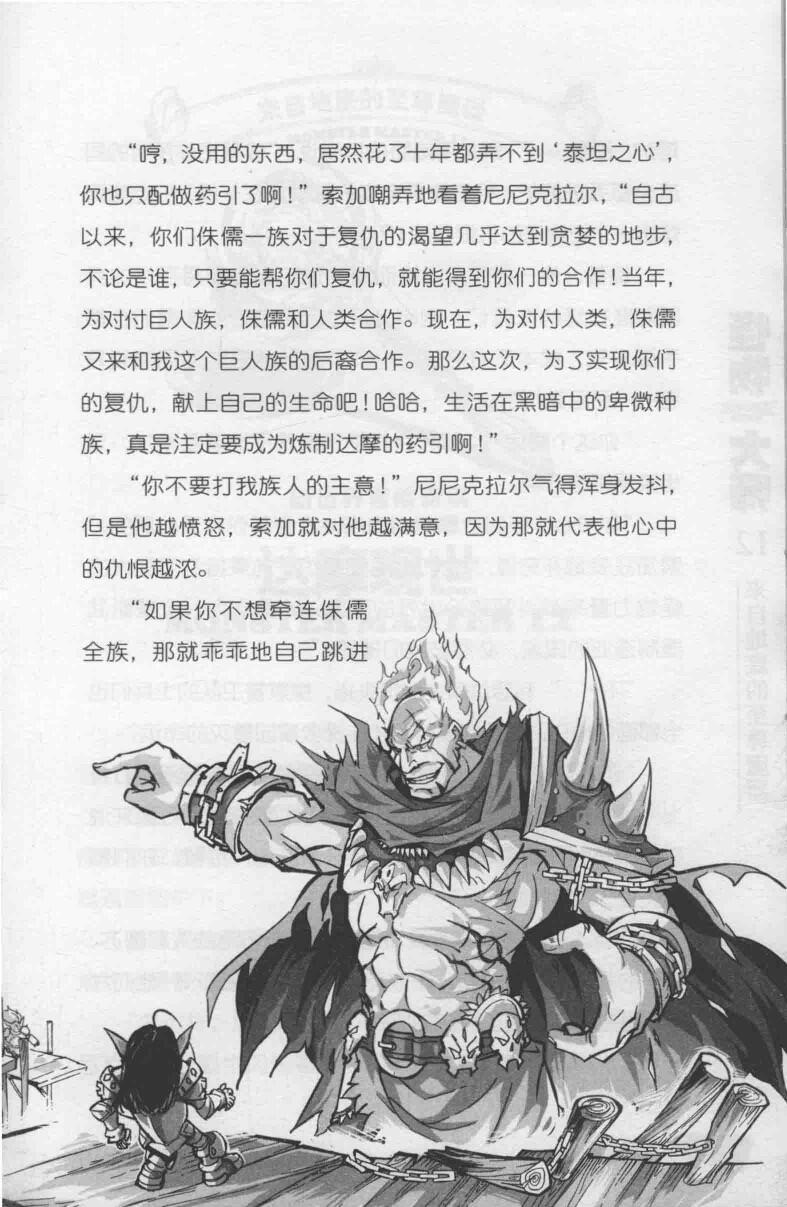 “哼，没用的东西，居然花了十年都弄不到‘泰坦之心’，
你也只配做药引了啊！”索加嘲弄地看着尼尼克拉尔，“自古
以来，你们侏儒一族对于复仇的渴望几乎达到贪婪的地步，
不论是谁，只要能帮你们复仇，就能得到你们的合作！当年，
为对付巨人族，侏儒和人类合作。现在，为对付人类，侏儒
又来和我这个巨人族的后裔合作。那么这次，为了实现你们
的复仇，献上自己的生命吧！哈哈，生活在黑暗中的卑微种
族，真是注定要成为炼制达摩的药引啊！”
“你不要打我族人的主意！”尼尼克拉尔气得浑身发抖，
但是他越愤怒，索加就对他越满意，因为那就代表他心中
的仇恨越浓。
“如果你不想牵连侏儒
全族，那就乖乖地自己跳进